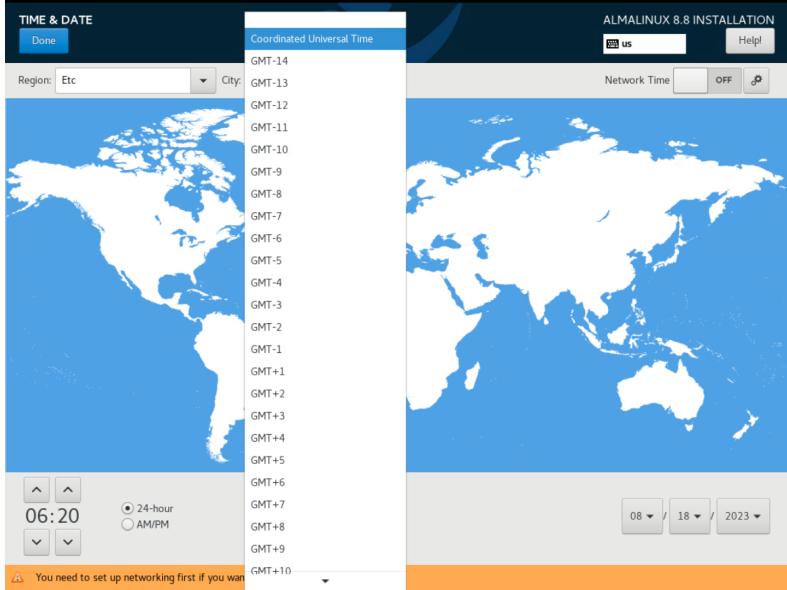 TIME & DATE
ALMALINUX 8.8 INSTALLATION
Done
us
Help!
Region: Etc
City:
Network Time
OFF
Coordinated Universal Time
GMT-14
GMT-13
GMT-12
GMT-11
GMT-10
GMT-9
GMT-8
GMT-7
GMT-6
GMT-5
GMT-4
GMT-3
GMT-2
GMT-1
GMT+1
GMT+2
GMT+3
GMT+4
GMT+5
GMT+6
GMT+7
GMT+8
GMT+9
GMT+10
06:20
24-hour
AM/PM
08 / 18 / 2023
You need to set up networking first if you wan